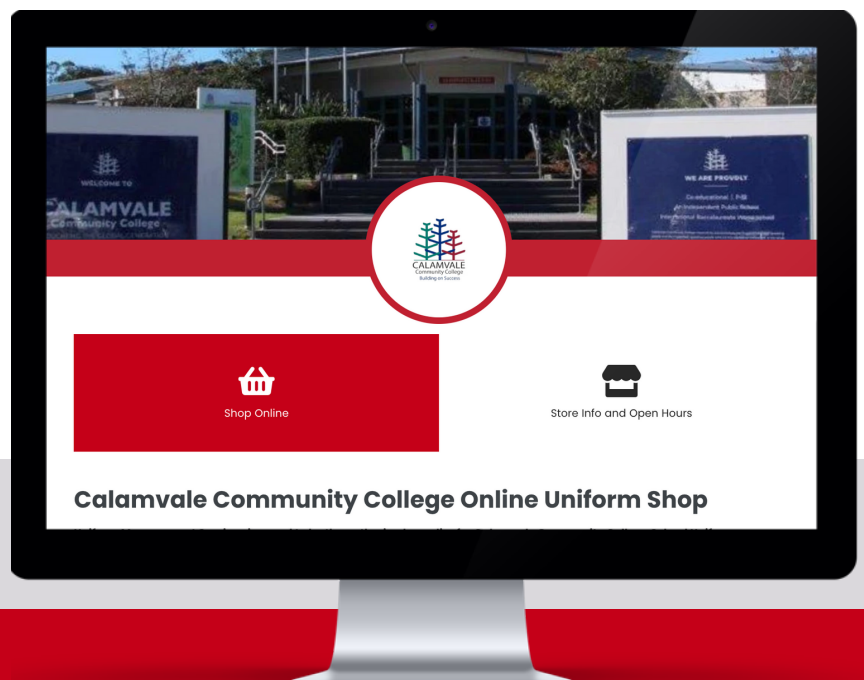 WELCOME TO
CALAMVALE
Community College
WE ARE PROUDLY
Co-educational | P-12
An Independent Public School
CALAMVALE
Community College
Building on Success
Shop Online
Store Info and Open Hours
Calamvale Community College Online Uniform Shop